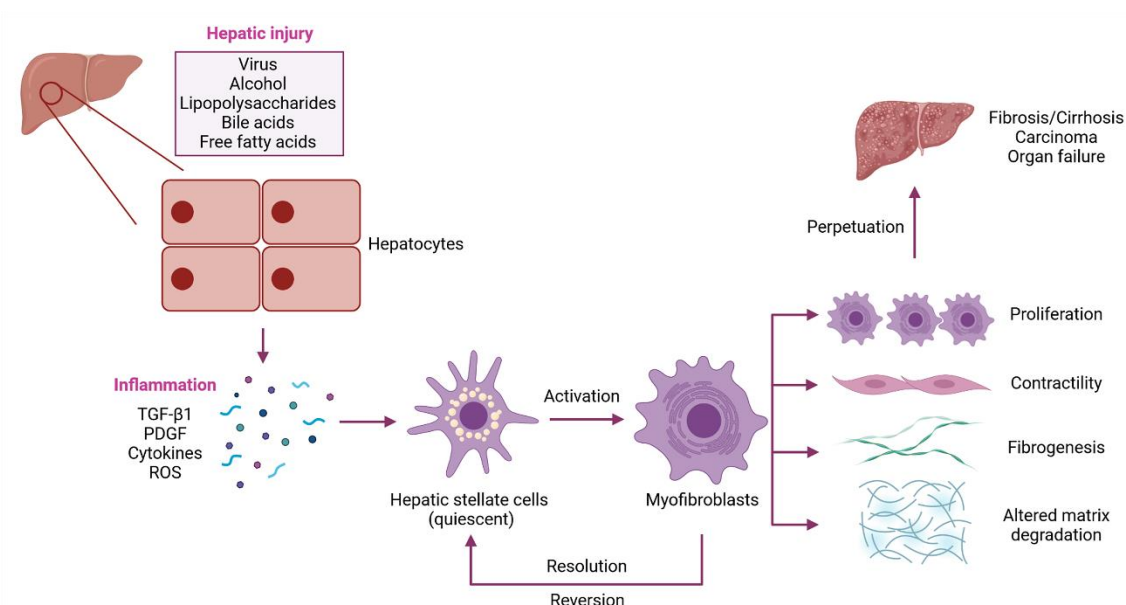 Hepatic injury
Virus
Alcohol
Lipopolysaccharides
Bile acids
Free fatty acids
Hepatocytes
Inflammation
TGF-β1
PDGF
Cytokines
ROS
Hepatic stellate cells
(quiescent)
Activation
Myofibroblasts
Resolution
Reversion
Proliferation
Contractility
Fibrogenesis
Altered matrix
degradation
Perpetuation
Fibrosis/Cirrhosis
Carcinoma
Organ failure